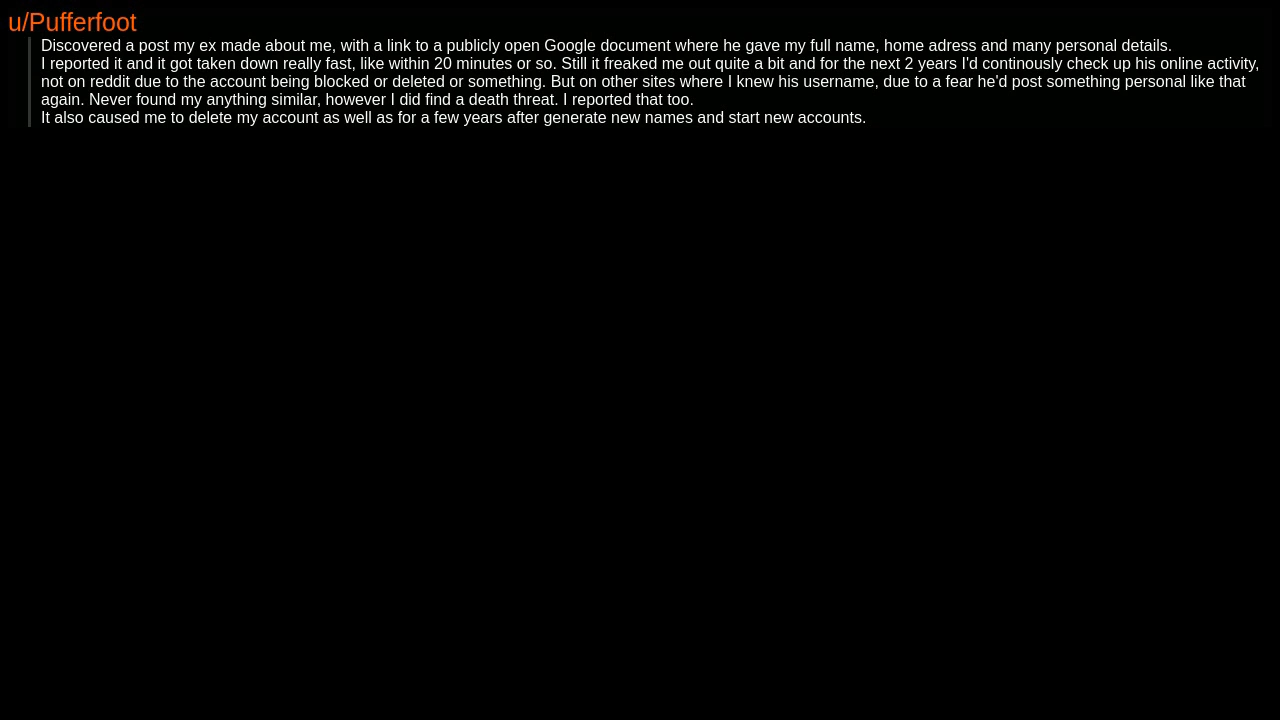 u/Pufferfoot
Discovered a post my ex made about me, with a link to a publicly open Google document where he gave my full name, home adress and many personal details.
I reported it and it got taken down really fast, like within 20 minutes or so. Still it freaked me out quite a bit and for the next 2 years I'd continously check up his online activity,
not on reddit due to the account being blocked or deleted or something. But on other sites where I knew his username, due to a fear he'd post something personal like that
again. Never found my anything similar, however I did find a death threat. I reported that too.
It also caused me to delete my account as well as for a few years after generate new names and start new accounts.